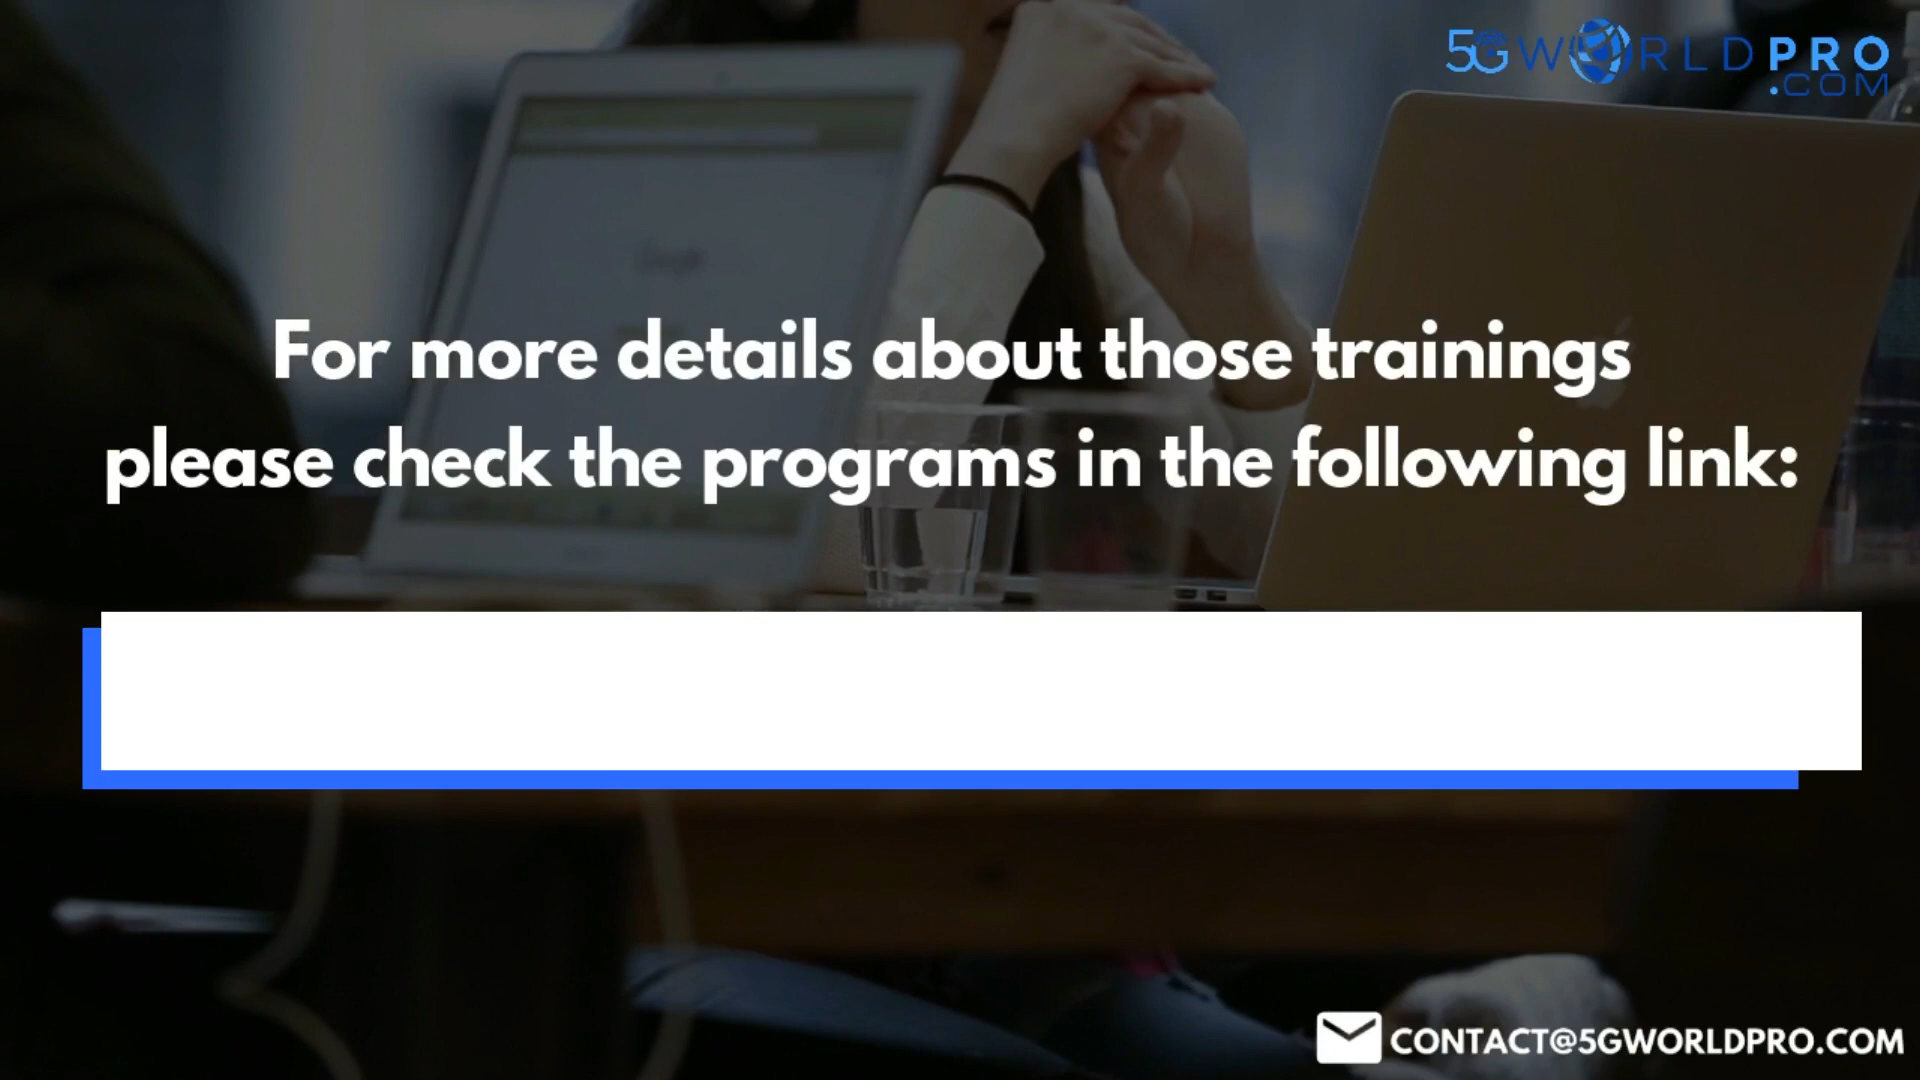 5GWORLDPRO
.COM
For more details about those trainings
please check the programs in the following link:
CONTACT@5GWORLDPRO.COM